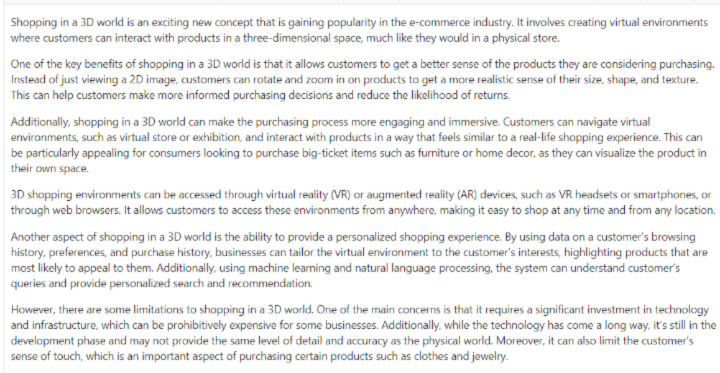 Shopping in a 3D world is an exciting new concept that is gaining popularity in the e-commerce industry. It involves creating virtual environments
where customers can interact with products in a three-dimensional space, much like they would in a physical store.
One of the key benefits of shopping in a 3D world is that it allows customers to get a better sense of the products they are considering purchasing.
Instead of just viewing a 2D image, customers can rotate and zoom in on products to get a more realistic sense of their size, shape, and texture.
This can help customers make more informed purchasing decisions and reduce the likelihood of returns.
Additionally, shopping in a 3D world can make the purchasing process more engaging and immersive. Customers can navigate virtual
environments, such as virtual store or exhibition, and interact with products in a way that feels similar to a real-life shopping experience. This can
be particularly appealing for consumers looking to purchase big-ticket items such as furniture or home decor, as they can visualize the product in
their own space.
3D shopping environments can be accessed through virtual reality (VR) or augmented reality (AR) devices, such as VR headsets or smartphones, or
through web browsers. It allows customers to access these environments from anywhere, making it easy to shop at any time and from any location.
Another aspect of shopping in a 3D world is the ability to provide a personalized shopping experience. By using data on a customer's browsing
history, preferences, and purchase history, businesses can tailor the virtual environment to the customer's interests, highlighting products that are
most likely to appeal to them. Additionally, using machine learning and natural language processing, the system can understand customer's
queries and provide personalized search and recommendation.
However, there are some limitations to shopping in a 3D world. One of the main concerns is that it requires a significant investment in technology
and infrastructure, which can be prohibitively expensive for some businesses. Additionally, while the technology has come a long way, it's still in the
development phase and may not provide the same level of detail and accuracy as the physical world. Moreover, it can also limit the customer's
sense of touch, which is an important aspect of purchasing certain products such as clothes and jewelry.